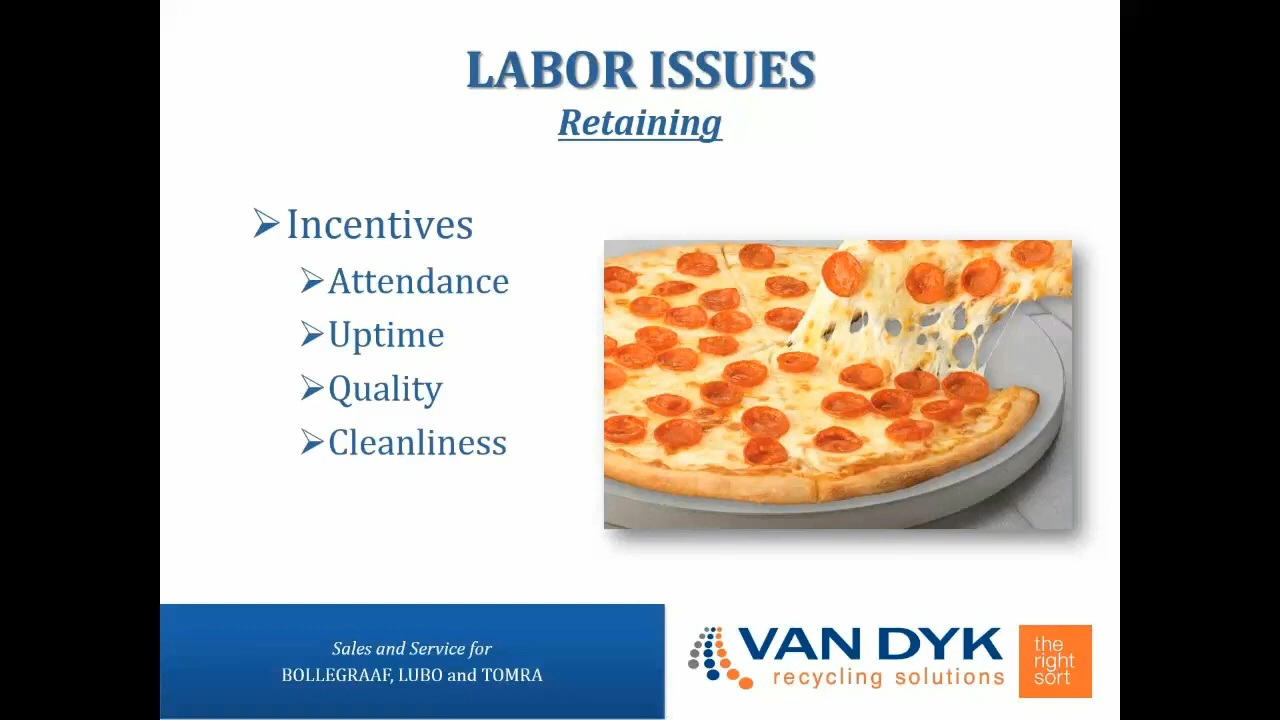 LABOR ISSUES
Retaining
Incentives
Attendance
Uptime
Quality
Cleanliness
Sales and Service for
BOLLEGRAAF, LUBO and TOMRA
VAN DYK
recycling solutions
the
right
sort